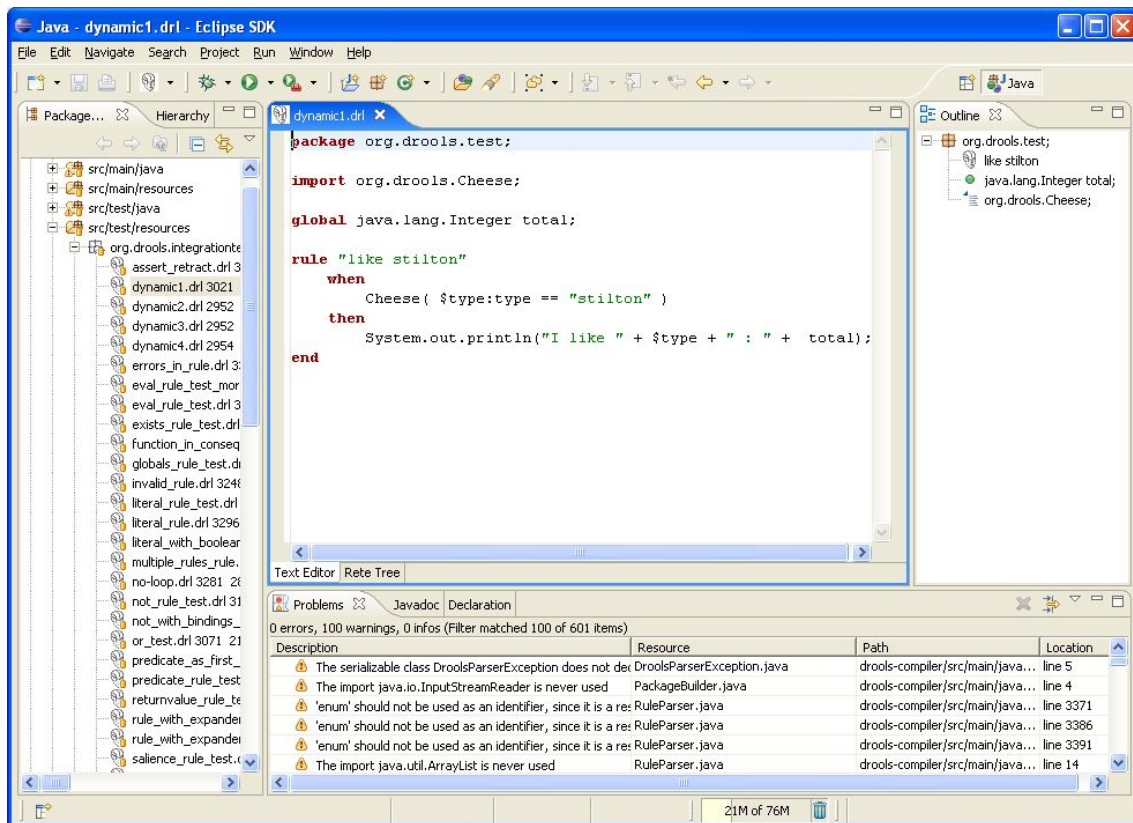 Java - dynamic1.drl - Eclipse SDK
File Edit Navigate Search Project Run Window Help
Java
Package... Hierarchy
src/main/java
src/main/resources
src/test/java
src/test/resources
org.drools.integrationte
assert_retract.drl 3
dynamic1.drl 3021
dynamic2.drl 2952
dynamic3.drl 2952
dynamic4.drl 2954
errors_in_rule.drl 3
eval_rule_test_mor
eval_rule_test.drl 3
exists_rule_test.drl
function_in_conseq
globals_rule_test.dr
invalid_rule.drl 3248
literal_rule_test.drl
literal_rule.drl 3296
literal_with_boolear
multiple_rules_rule.
no-loop.drl 3281 28
not_rule_test.drl 31
not_with_bindings_
or_test.drl 3071 21
predicate_as_first_
predicate_rule_test
returnvalue_rule_te
rule_with_expander
rule_with_expander
salience_rule_test.
dynamic1.drl
package org.drools.test;
import org.drools.Cheese;
global java.lang.Integer total;
rule "like stilton"
when
Cheese( $type:type == "stilton" )
then
System.out.println("I like " + $type + " : " + total);
end
Text Editor Rete Tree
Outline
org.drools.test;
like stilton
java.lang.Integer total;
org.drools.Cheese;
Problems Javadoc Declaration
0 errors, 100 warnings, 0 infos (Filter matched 100 of 601 items)
Description Resource Path Location
The serializable class DroolsParserException does not dec DroolsParserException.java drools-compiler/src/main/java... line 5
The import java.io.InputStreamReader is never used PackageBuilder.java drools-compiler/src/main/java... line 4
'enum' should not be used as an identifier, since it is a res RuleParser.java drools-compiler/src/main/java... line 3371
'enum' should not be used as an identifier, since it is a res RuleParser.java drools-compiler/src/main/java... line 3386
'enum' should not be used as an identifier, since it is a res RuleParser.java drools-compiler/src/main/java... line 3391
The import java.util.ArrayList is never used RuleParser.java drools-compiler/src/main/java... line 14
21M of 76M